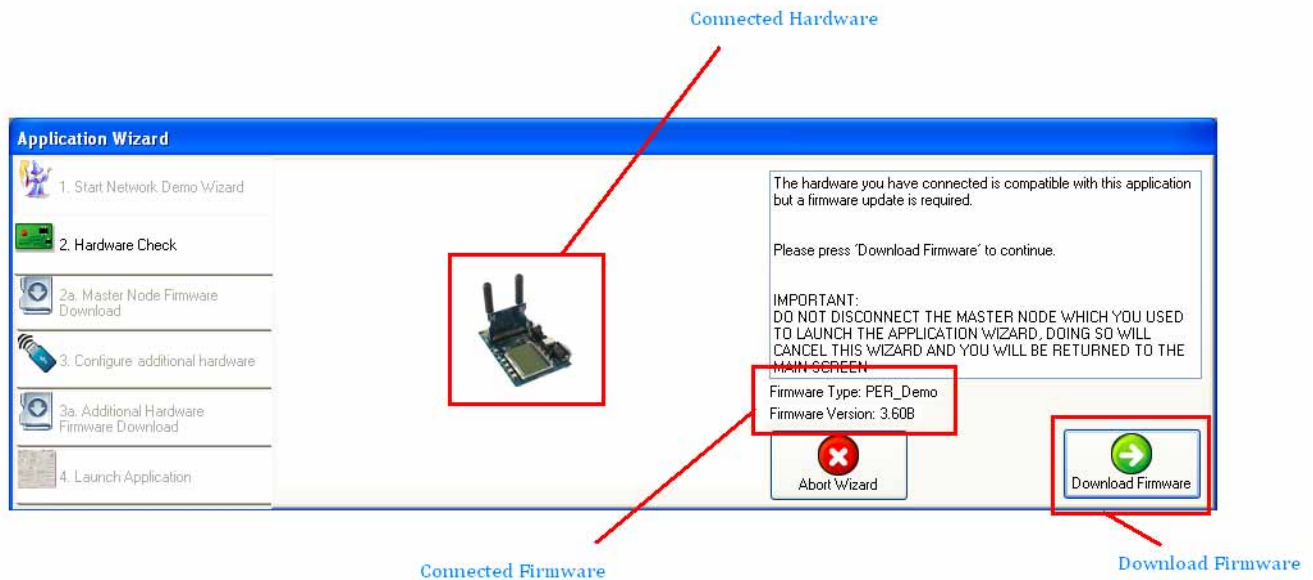 Connected Hardware
Application Wizard
1. Start Network Demo Wizard
2. Hardware Check
2a. Master Node Firmware
Download
3. Configure additional hardware
3a. Additional Hardware
Firmware Download
4. Launch Application
The hardware you have connected is compatible with this application
but a firmware update is required.
Please press 'Download Firmware' to continue.
IMPORTANT:
DO NOT DISCONNECT THE MASTER NODE WHICH YOU USED
TO LAUNCH THE APPLICATION WIZARD, DOING SO WILL
CANCEL THIS WIZARD AND YOU WILL BE RETURNED TO THE
MAIN SCREEN
Firmware Type: PER_Demo
Firmware Version: 3.60B
Abort Wizard
Download Firmware
Connected Firmware
Download Firmware